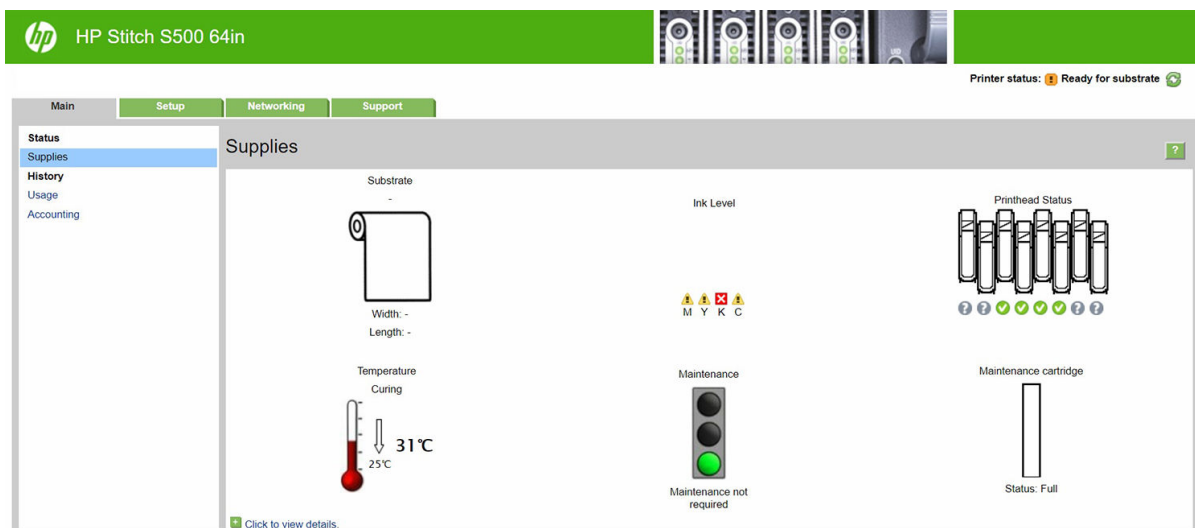 hp
HP Stitch S500 64in
Printer status: Ready for substrate
Main Setup Networking Support
Status
Supplies
History
Usage
Accounting
Supplies
?
Substrate
-
Width: -
Length: -
Ink Level
M Y K C
Printhead Status
? ? ? ?
Temperature
Curing
31℃
25℃
Maintenance
Maintenance not
required
Maintenance cartridge
Status: Full
Click to view details.